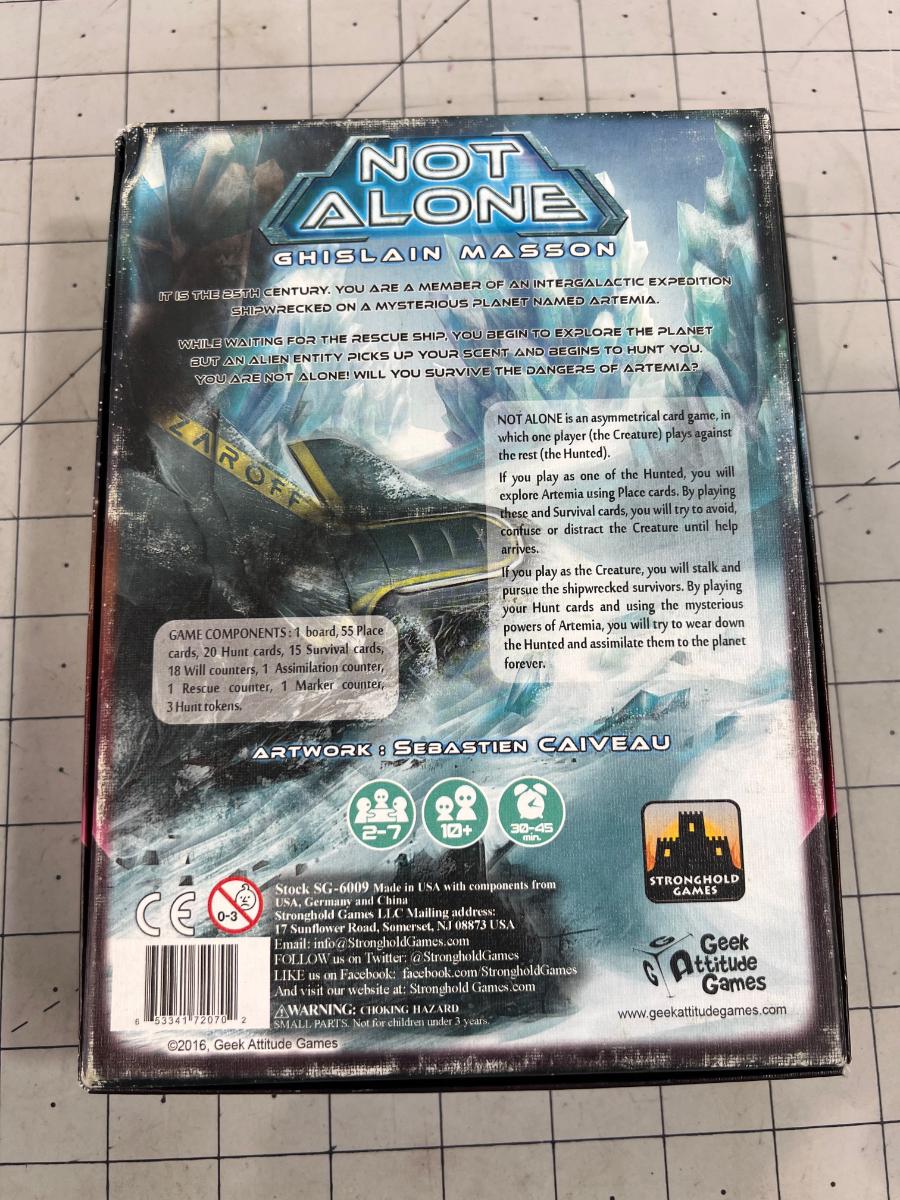 NOT
ALONE
GHISLAIN MASSON
IT IS THE 25TH CENTURY. YOU ARE A MEMBER OF AN INTERGALACTIC EXPEDITION
SHIPWRECKED ON A MYSTERIOUS PLANET NAMED ARTEMIA.
WHILE WAITING FOR THE RESCUE SHIP, YOU BEGIN TO EXPLORE THE PLANET
BUT AN ALIEN ENTITY PICKS UP YOUR SCENT AND BEGINS TO HUNT YOU.
YOU ARE NOT ALONE! WILL YOU SURVIVE THE DANGERS OF ARTEMIA?
ZAROFF
NOT ALONE is an asymmetrical card game, in
which one player (the Creature) plays against
the rest (the Hunted).
If you play as one of the Hunted, you will
explore Artemia using Place cards. By playing
these and Survival cards, you will try to avoid,
confuse or distract the Creature until help
arrives.
If you play as the Creature, you will stalk and
pursue the shipwrecked survivors. By playing
your Hunt cards and using the mysterious
powers of Artemia, you will try to wear down
the Hunted and assimilate them to the planet
forever.
GAME COMPONENTS : 1 board, 55 Place
cards, 20 Hunt cards, 15 Survival cards,
18 Will counters, 1 Assimilation counter,
1 Rescue counter, 1 Marker counter,
3 Hunt tokens.
ARTWORK : SEBASTIEN CAIVEAU
2-7
10+
30-45
min.
STRONGHOLD
GAMES
CE
0-3
Stock SG-6009 Made in USA with components from
USA, Germany and China
Stronghold Games LLC Mailing address:
17 Sunflower Road, Somerset, NJ 08873 USA
Email: info@StrongholdGames.com
FOLLOW us on Twitter: @StrongholdGames
LIKE us on Facebook: facebook.com/StrongholdGames
And visit our website at: Stronghold Games.com
WARNING: CHOKING HAZARD
SMALL PARTS. Not for children under 3 years.
6 53341 72070 2
©2016, Geek Attitude Games
G G
Geek
Attitude
Games
www.geekattitudegames.com